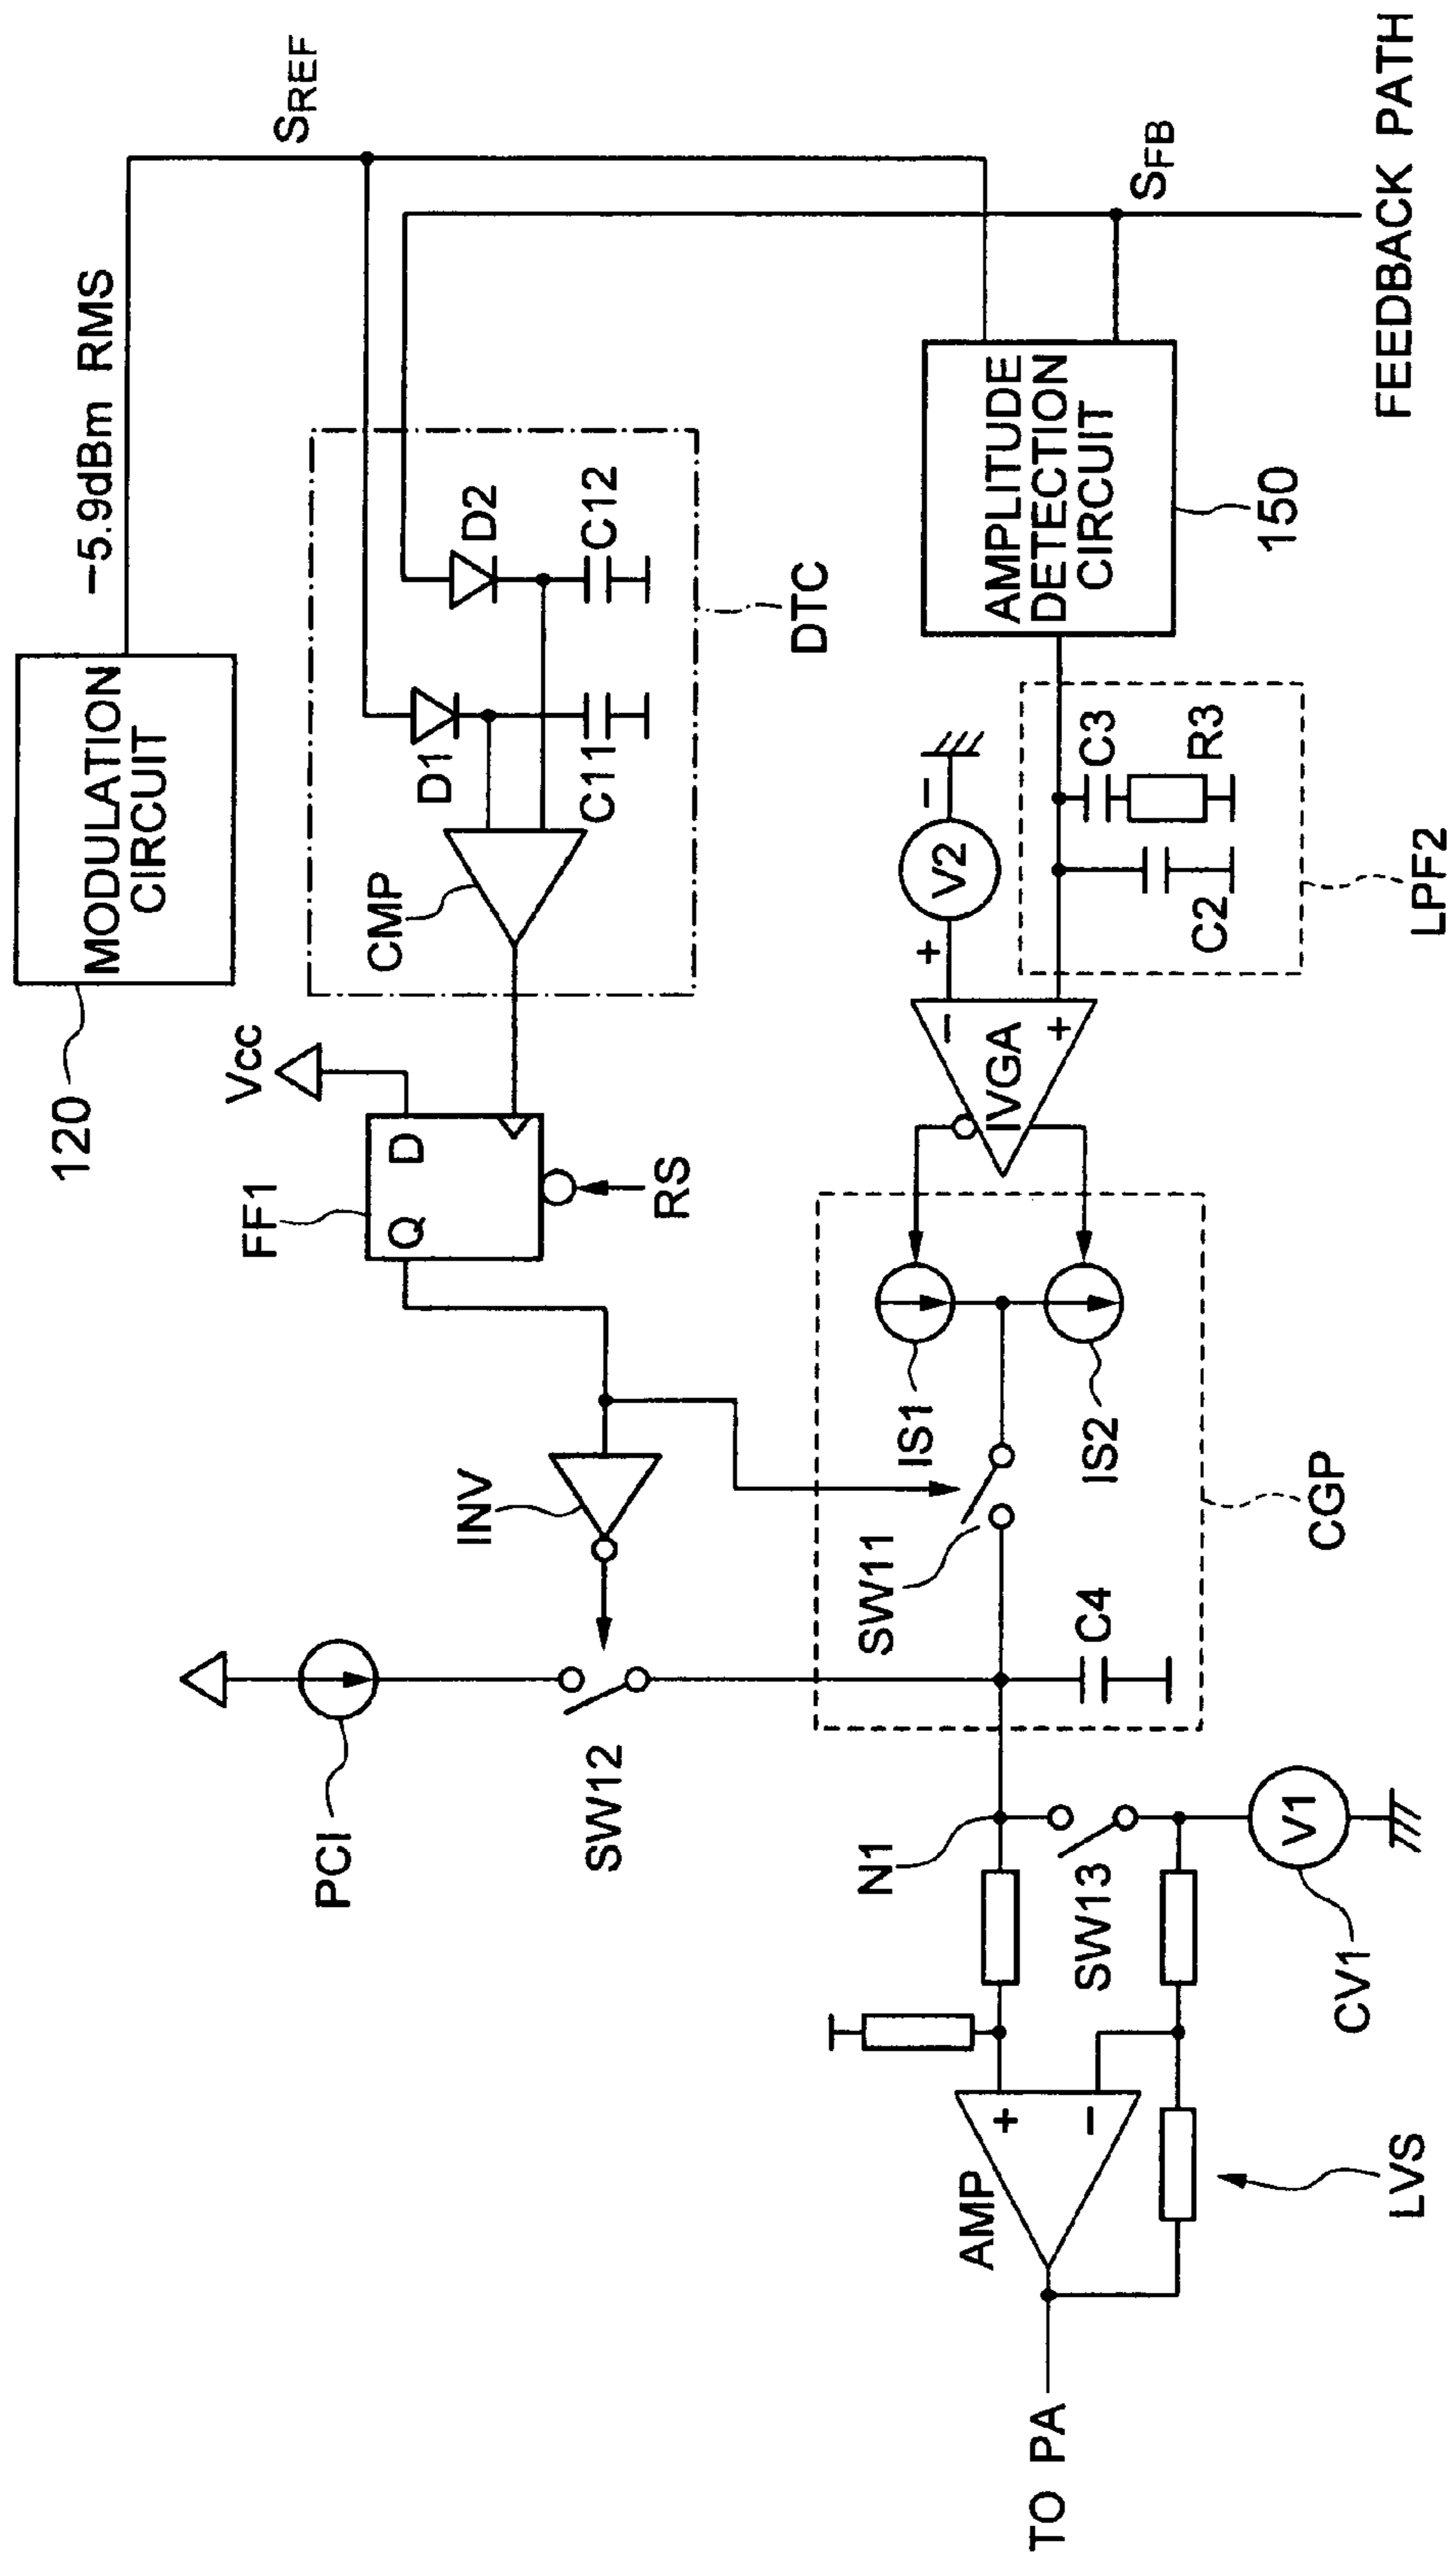 MODULATION
CIRCUIT
120
−5.9dBm RMS
SREF
Vcc
FF1
D
Q
RS
CMP
D1
D2
C11
C12
DTC
SFB
FEEDBACK PATH
AMPLITUDE
DETECTION
CIRCUIT
150
INV
PCI
SW12
V2
+
−
−
+
IVGA
C3
R3
C2
LPF2
IS1
IS2
SW11
C4
CGP
N1
SW13
V1
CV1
AMP
+
−
LVS
TO PA